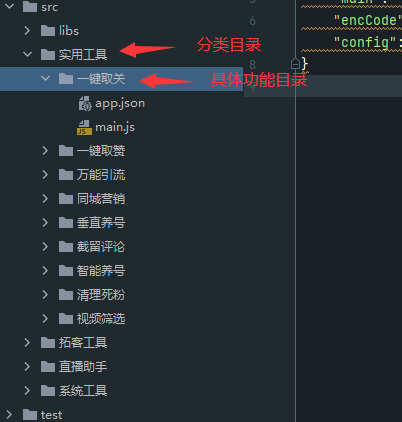 src
libs
实用工具
分类目录
一键取关
具体功能目录
app.json
main.js
一键取赞
万能引流
同城营销
垂直养号
截留评论
智能养号
清理死粉
视频筛选
拓客工具
直播助手
系统工具
test
6
8
"encCode"
"config":
}